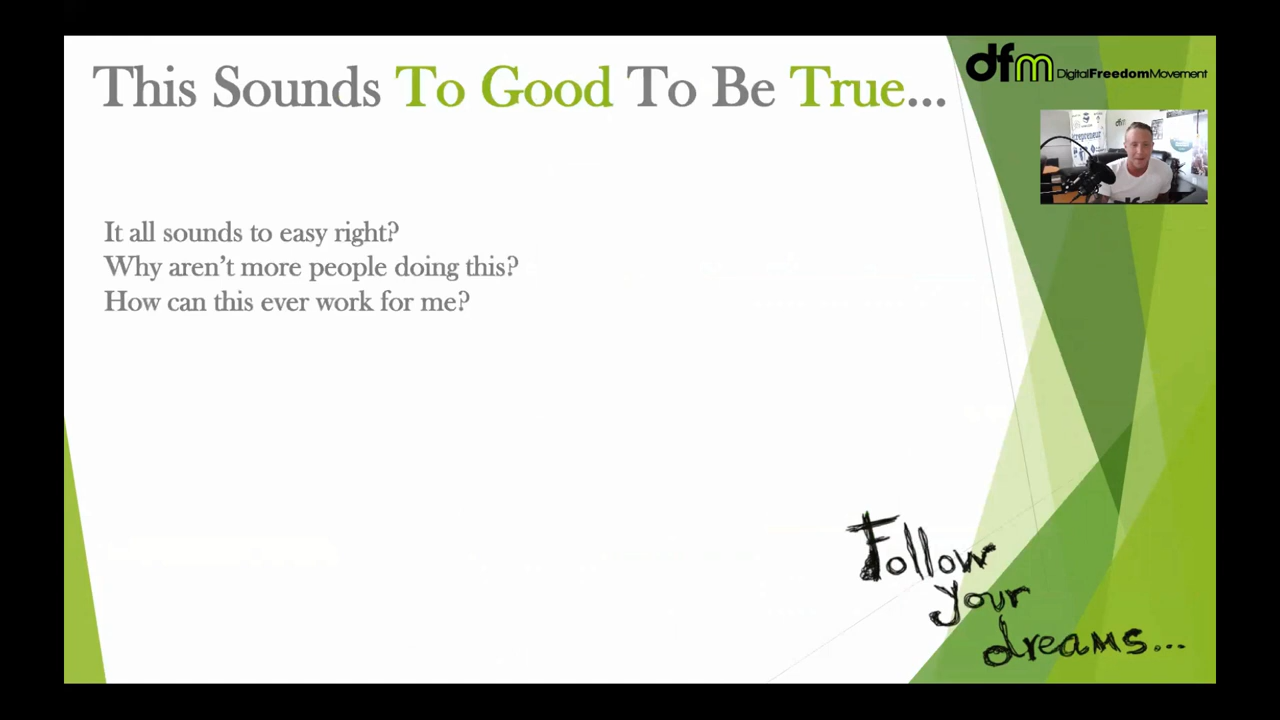 This Sounds To Good To Be True...
dfm DigitalFreedomMovement
It all sounds to easy right?
Why aren't more people doing this?
How can this ever work for me?
Follow
your
dreams...